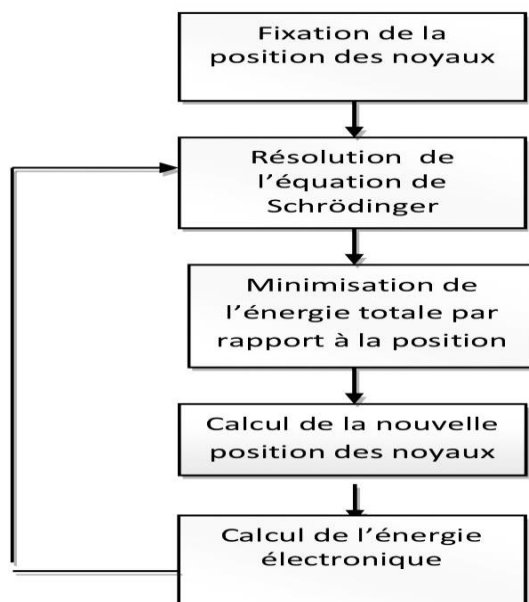 Fixation de la
position des noyaux
Résolution de
l'équation de
Schrödinger
Minimisation de
l'énergie totale par
rapport à la position
Calcul de la nouvelle
position des noyaux
Calcul de l'énergie
électronique